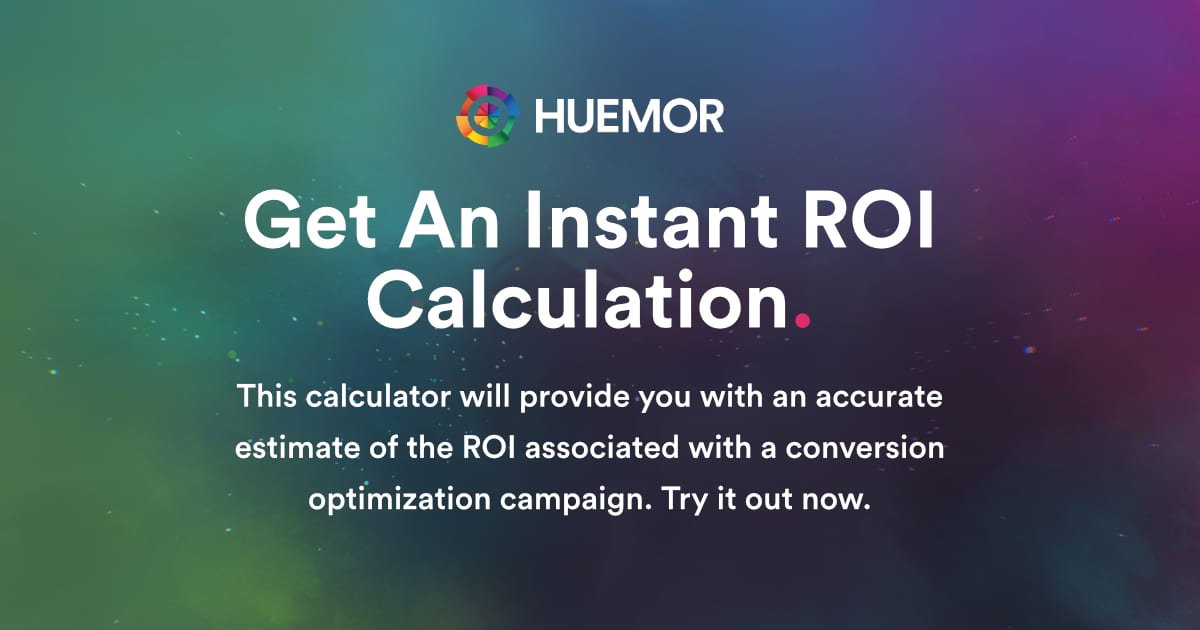 HUEMOR
Get An Instant ROI
Calculation.
This calculator will provide you with an accurate
estimate of the ROI associated with a conversion
optimization campaign. Try it out now.